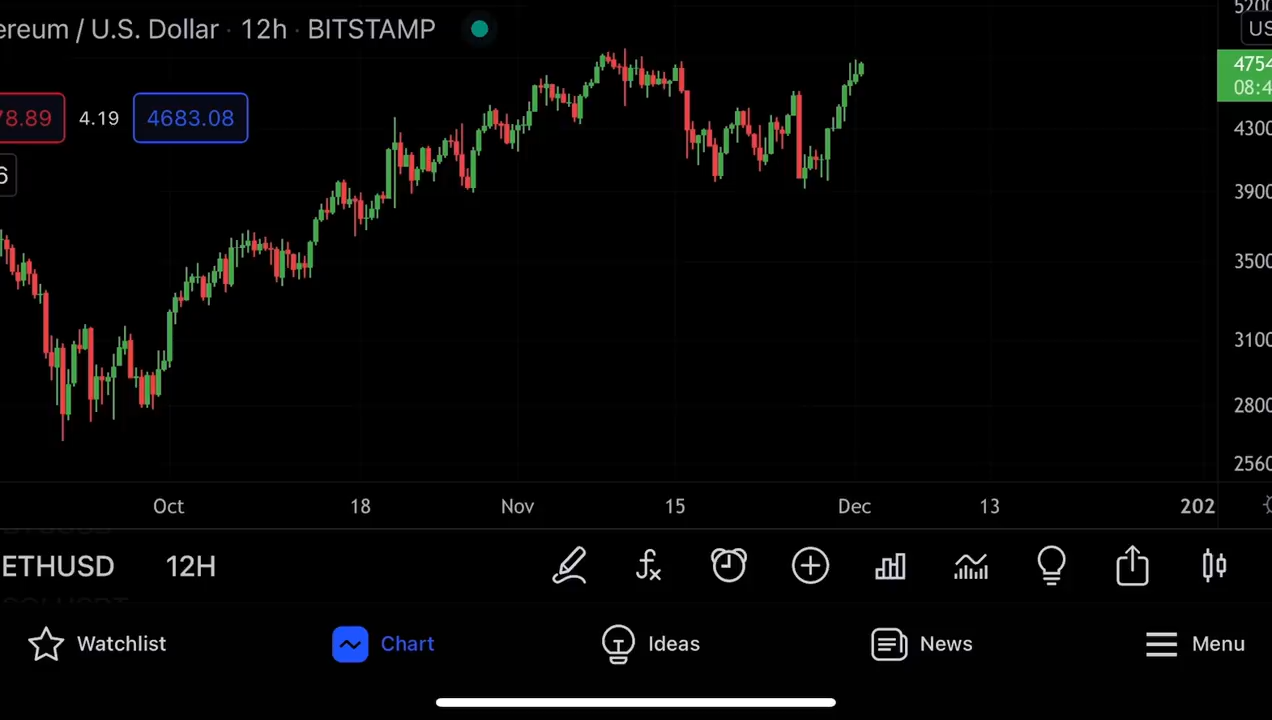 5200
ereum / U.S. Dollar · 12h · BITSTAMP
US
4754
08:4
78.89 4.19 4683.08
4300
6
3900
3500
3100
2800
2560
Oct 18 Nov 15 Dec 13 202
ETHUSD 12H
Watchlist Chart Ideas News Menu